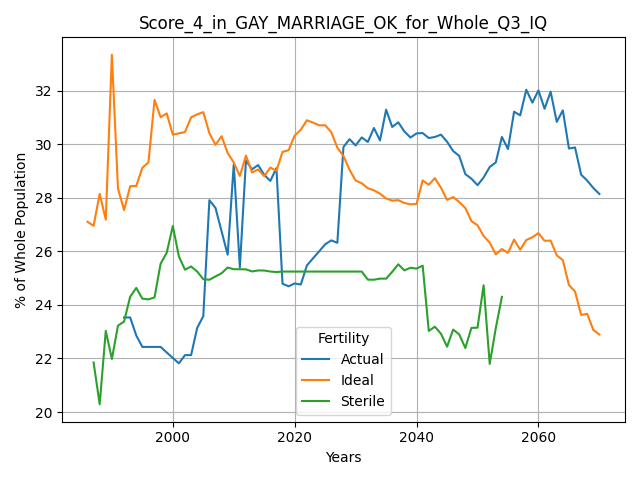 Score_4_in_GAY_MARRIAGE_OK_for_Whole_Q3_IQ
% of Whole Population
32
30
28
26
24
22
20
Fertility
Actual
Ideal
Sterile
2000 2020 2040 2060
Years